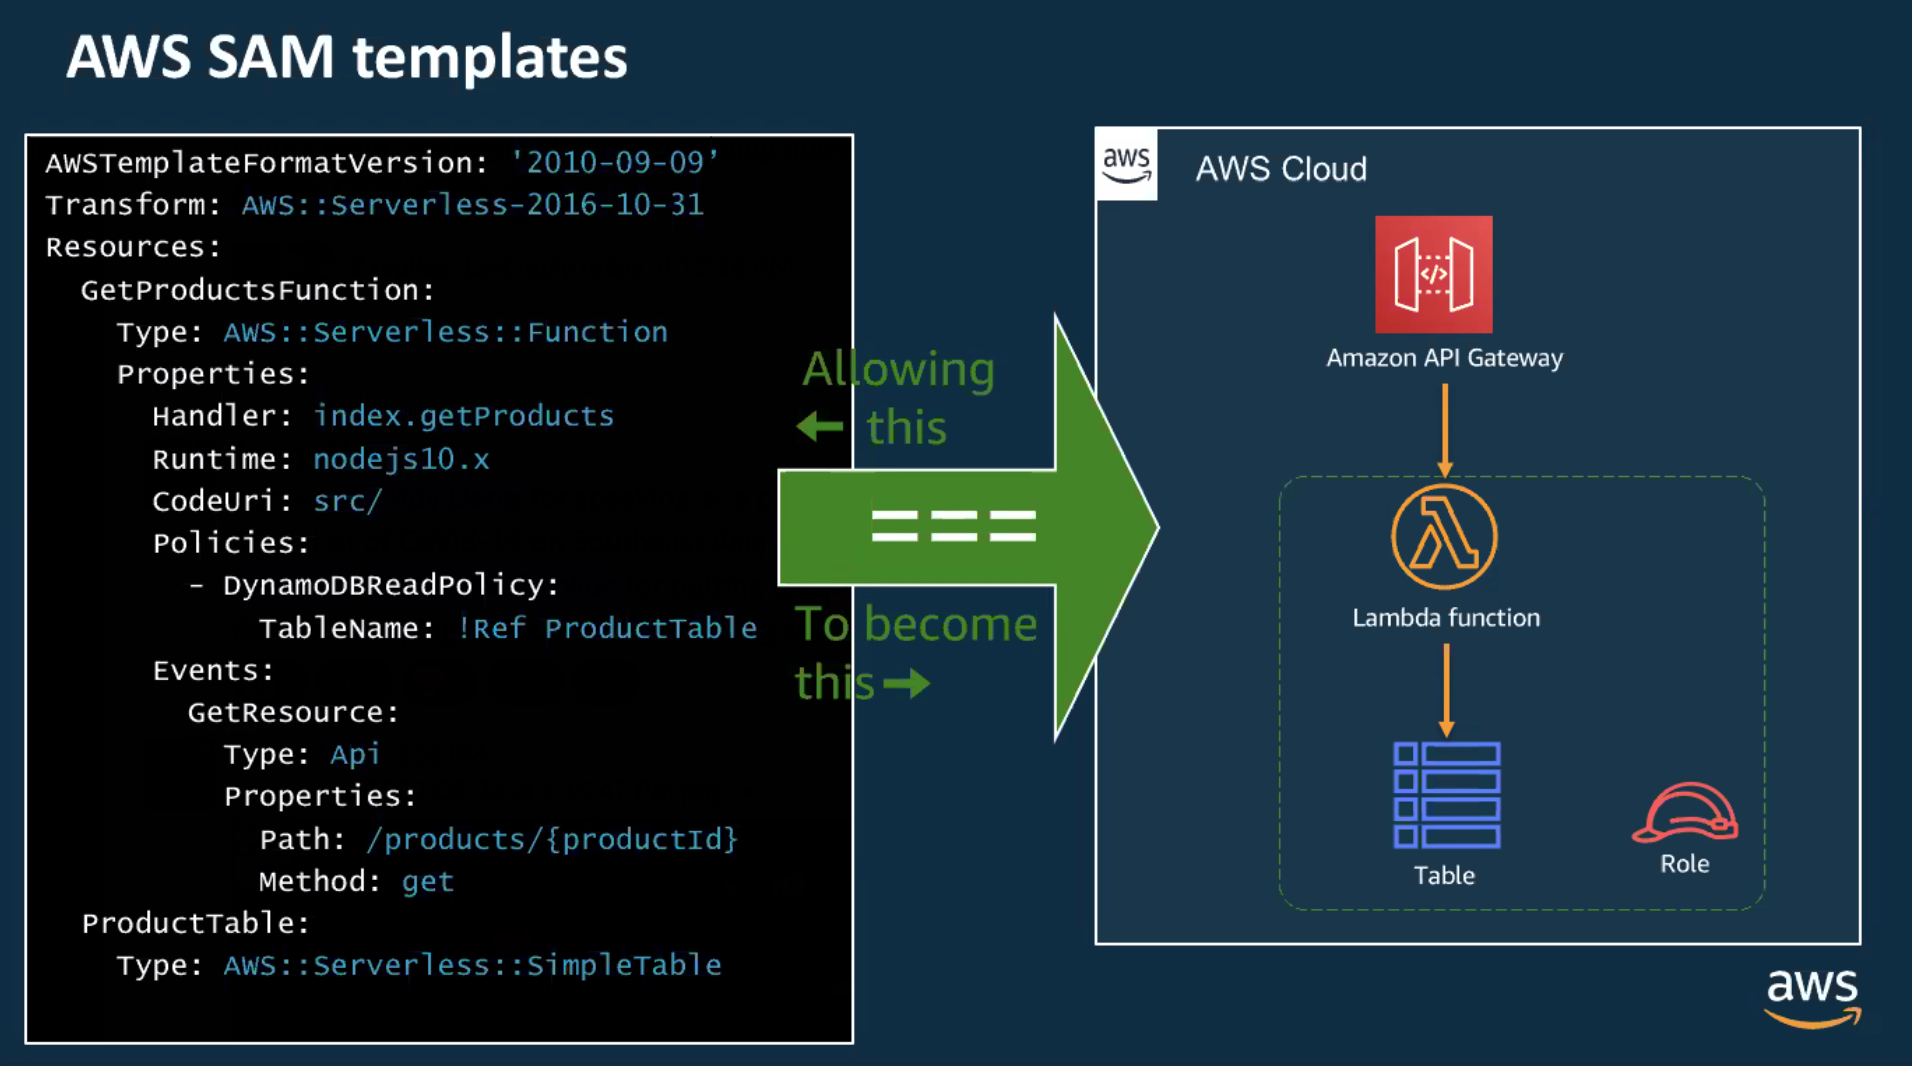 AWS SAM templates
AWSTemplateFormatVersion: '2010-09-09’
Transform: AWS::Serverless-2016-10-31
Resources:
  GetProductsFunction:
    Type: AWS::Serverless::Function
    Properties:
      Handler: index.getProducts
      Runtime: nodejs10.x
      CodeUri: src/
      Policies:
        - DynamoDBReadPolicy:
            TableName: !Ref ProductTable
      Events:
        GetResource:
          Type: Api
          Properties:
            Path: /products/{productId}
            Method: get
  ProductTable:
    Type: AWS::Serverless::SimpleTable
Allowing
← this
===
To become
this →
aws
AWS Cloud
</>
Amazon API Gateway
Lambda function
Table
Role
aws